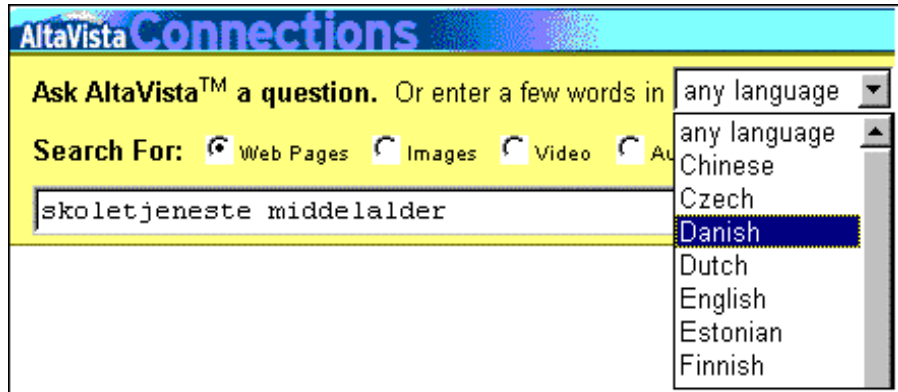 AltaVista Connections
Ask AltaVista™ a question. Or enter a few words in any language
Search For: Web Pages Images Video
skoletjeneste middelalder
any language
Chinese
Czech
Danish
Dutch
English
Estonian
Finnish